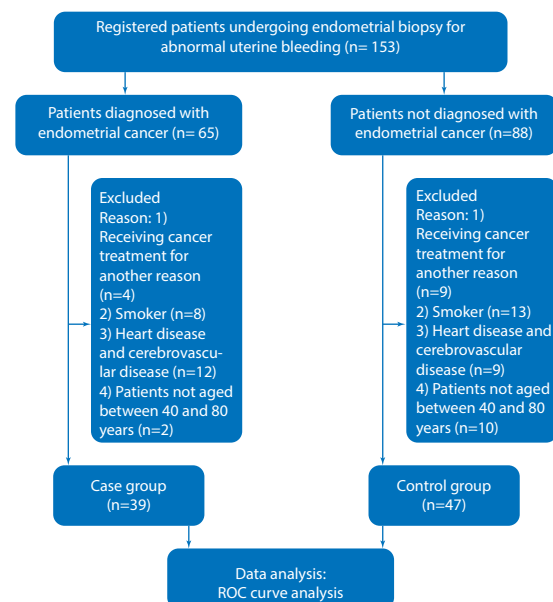 Registered patients undergoing endometrial biopsy for
abnormal uterine bleeding (n= 153)
Patients diagnosed with
endometrial cancer (n= 65)
Patients not diagnosed with
endometrial cancer (n=88)
Excluded
Reason: 1)
Receiving cancer
treatment for
another reason
(n=4)
2) Smoker (n=8)
3) Heart disease
and cerebrovascu-
lar disease (n=12)
4) Patients not aged
between 40 and 80
years (n=2)
Excluded
Reason: 1)
Receiving cancer
treatment for
another reason
(n=9)
2) Smoker (n=13)
3) Heart disease and
cerebrovascular
disease (n=9)
4) Patients not aged
between 40 and 80
years (n=10)
Case group
(n=39)
Control group
(n=47)
Data analysis:
ROC curve analysis